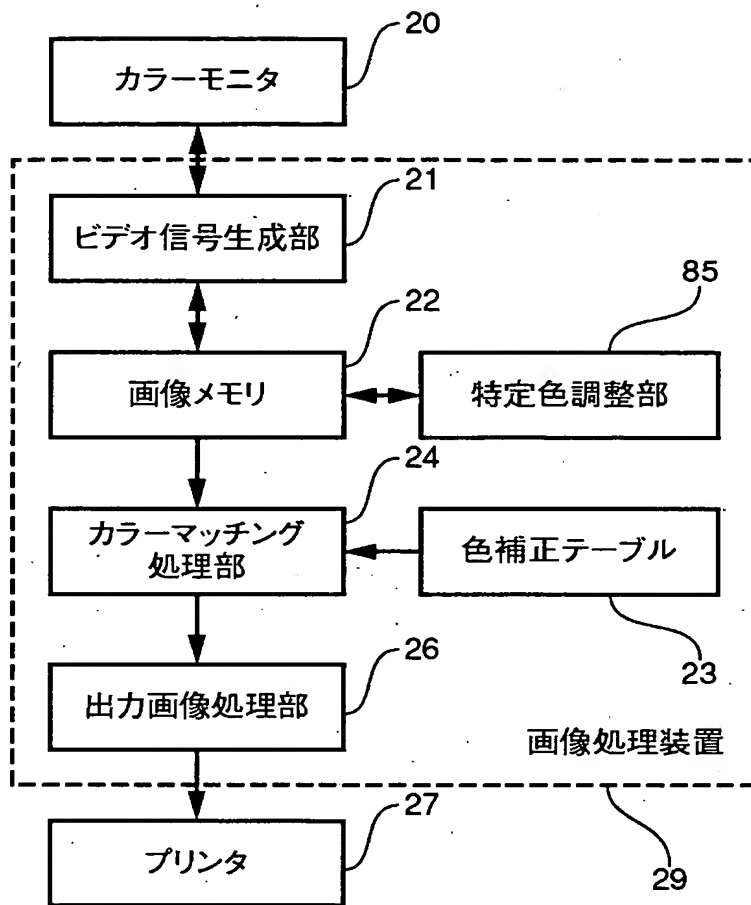 20
カラーモニタ
21
ビデオ信号生成部
22
85
画像メモリ
特定色調整部
24
カラーマッチング
処理部
色補正テーブル
26
23
出力画像処理部
画像処理装置
27
プリンタ
29